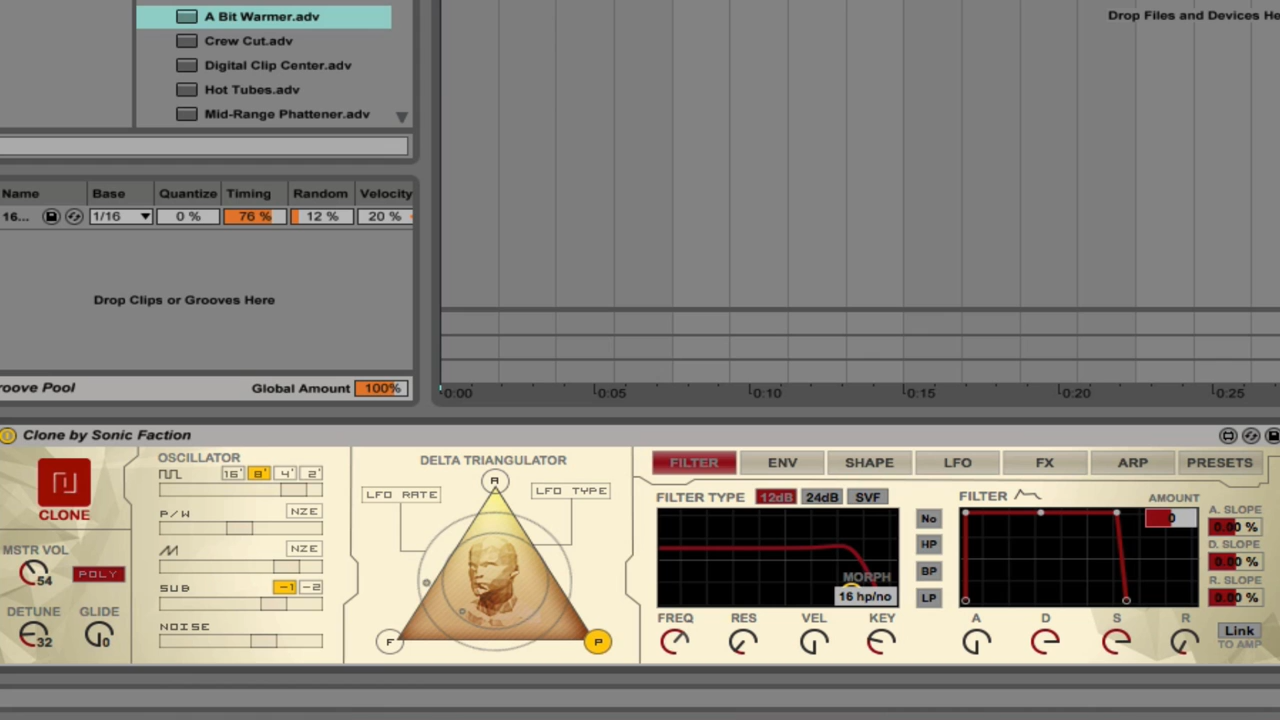 A Bit Warmer.adv
Drop Files and Devices He
Crew Cut.adv
Digital Clip Center.adv
Hot Tubes.adv
Mid-Range Phattener.adv
Name Base Quantize Timing Random Velocity
16... 1/16 0 % 76 % 12 % 20 %
Drop Clips or Grooves Here
roove Pool Global Amount 100%
0:00 0:05 0:10 0:15 0:20 0:25
Clone by Sonic Faction
CLONE
MSTR VOL
54
POLY
DETUNE GLIDE
32 0
OSCILLATOR
16' 8' 4' 2'
P/W NZE
NZE
SUB -1 -2
NOISE
DELTA TRIANGULATOR
LFO RATE A LFO TYPE
F P
FILTER ENV SHAPE LFO FX ARP PRESETS
FILTER TYPE 12dB 24dB SVF
No
HP
BP
LP
MORPH
16 hp/no
FREQ RES VEL KEY
FILTER AMOUNT
0
A D S R
A. SLOPE
0.00 %
D. SLOPE
0.00 %
R. SLOPE
0.00 %
Link
TO AMP